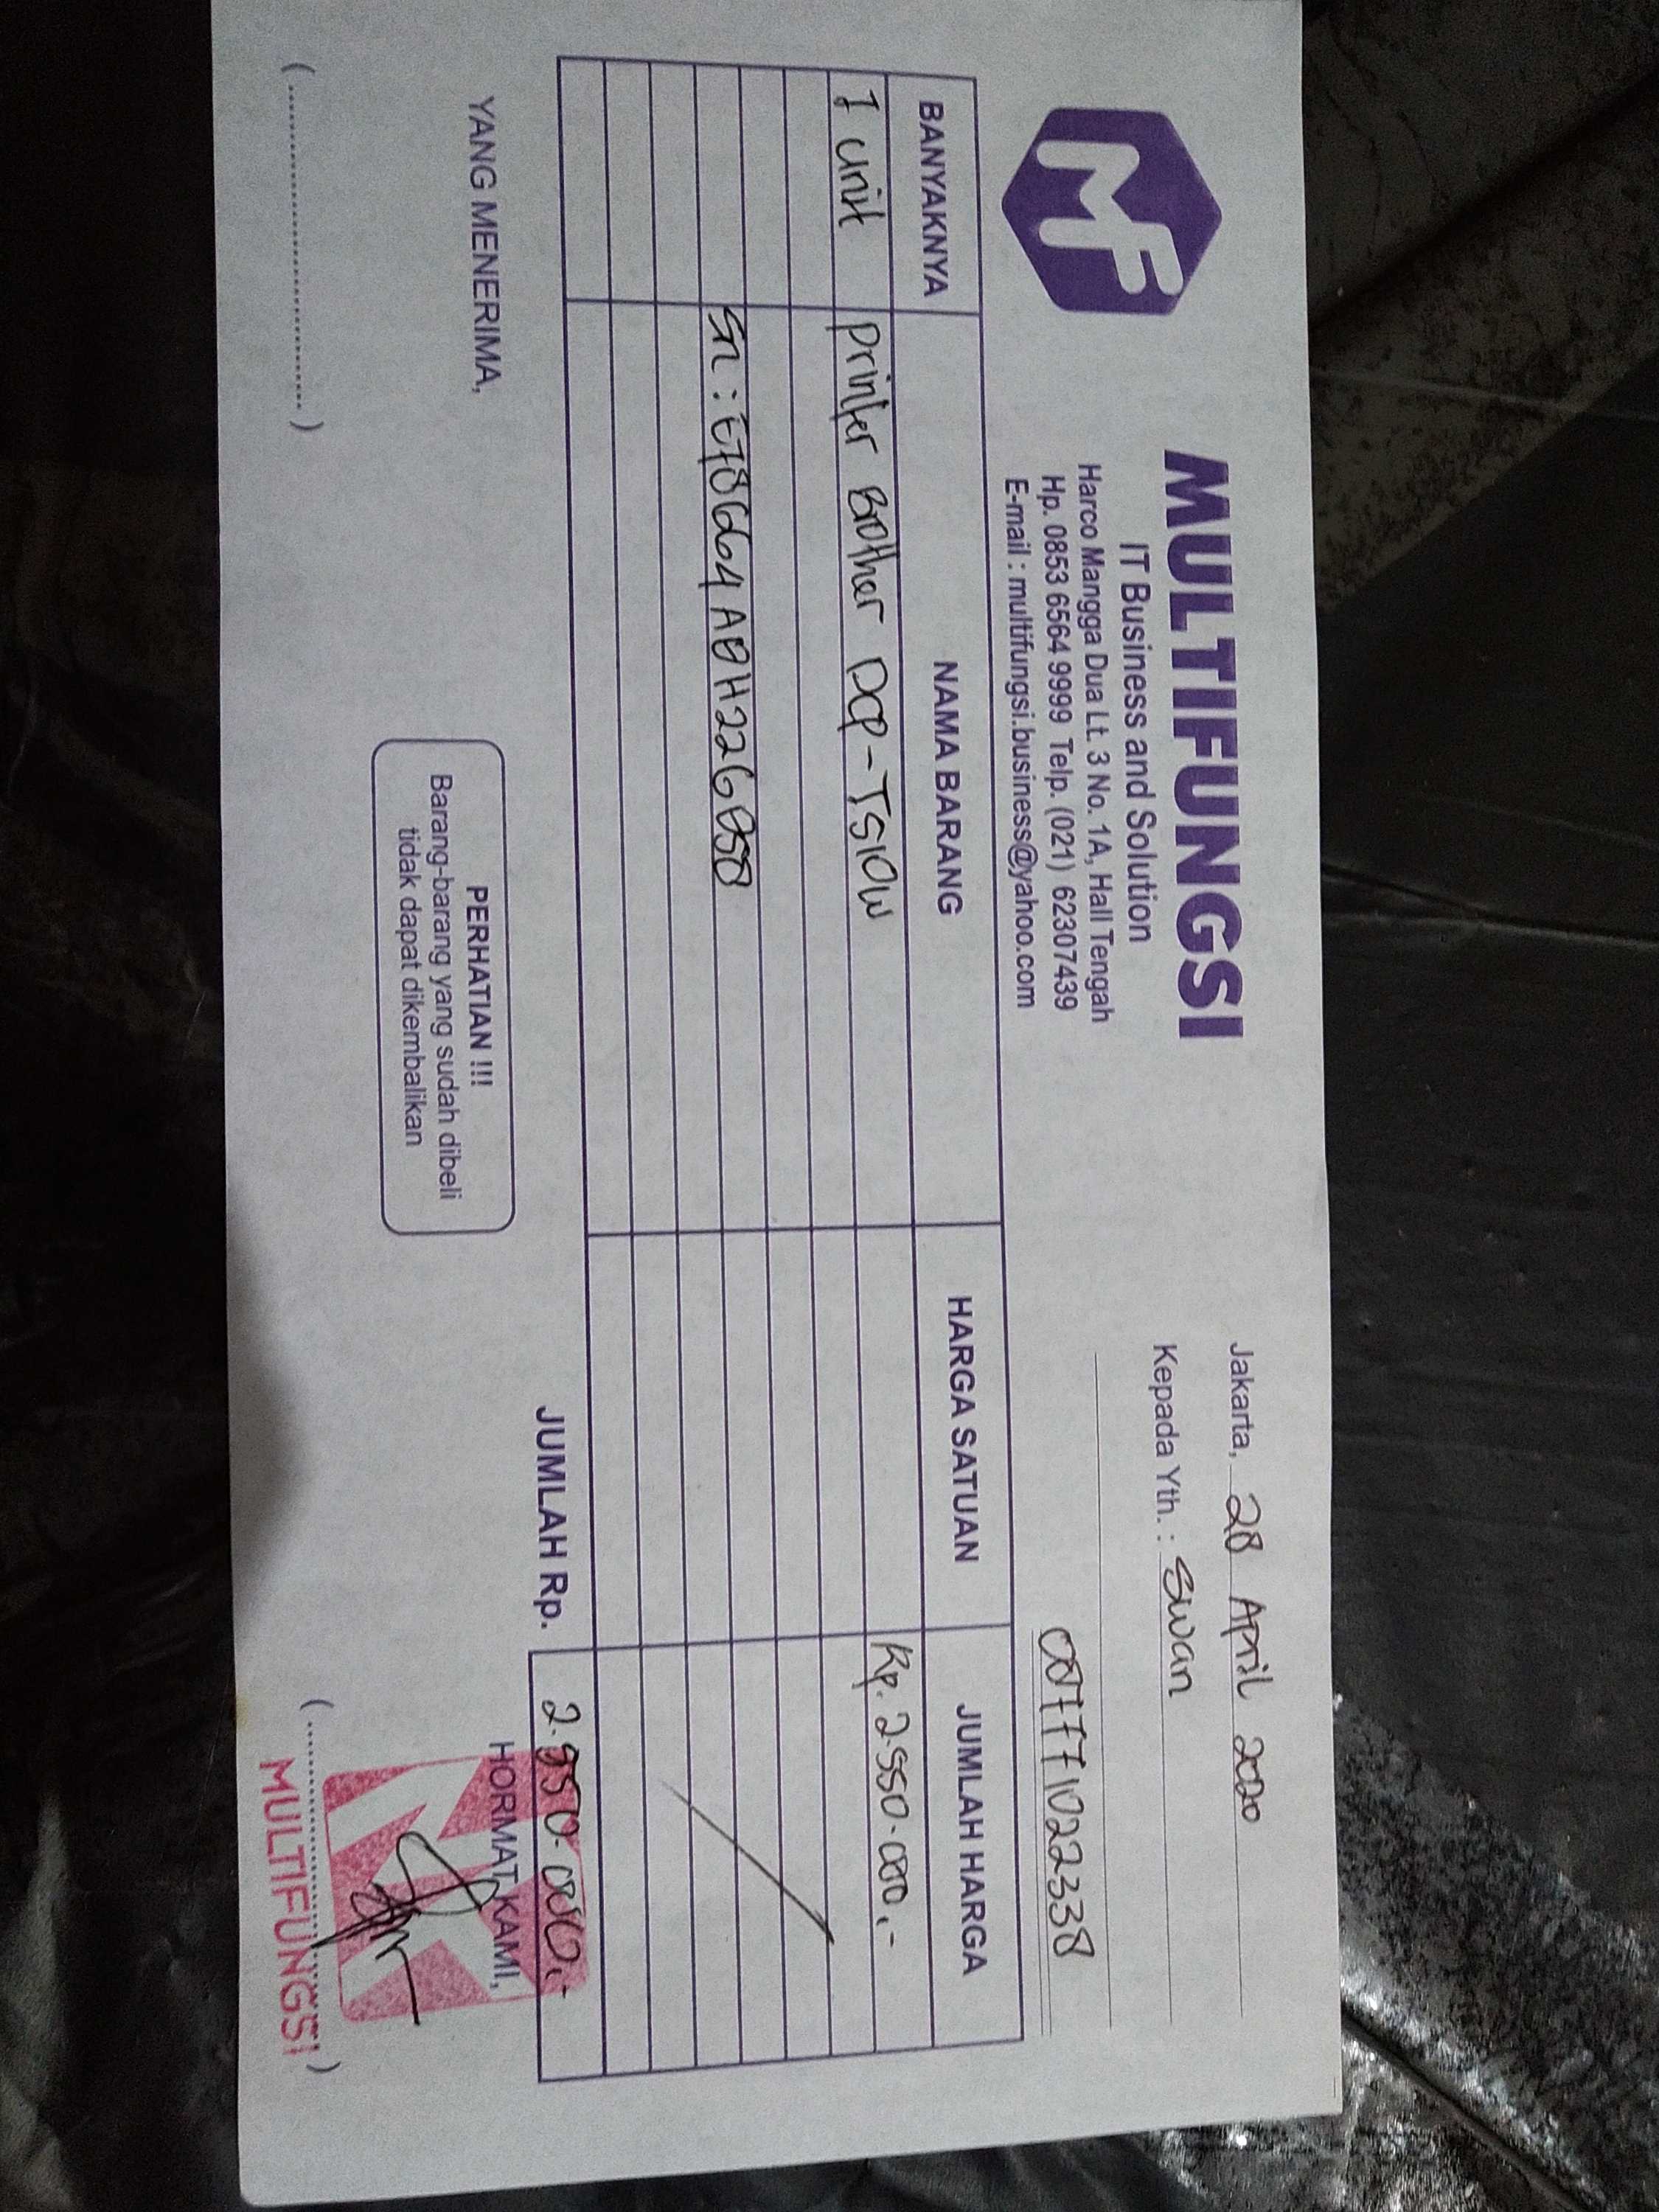 MF
MULTIFUNGSI
IT Business and Solution
Harco Mangga Dua Lt. 3 No. 1A, Hall Tengah
Hp. 0853 6564 9999 Telp. (021) 62307439
E-mail : multifungsi.business@yahoo.com
Jakarta, 28 April 2020
Kepada Yth. : Swan
087771022338
BANYAKNYA NAMA BARANG HARGA SATUAN JUMLAH HARGA
1 unit Printer Brother DCP-T510W Rp. 2.550.000.-
Sn : E78664A0H226050
JUMLAH Rp. 2.550.000.-
YANG MENERIMA,
PERHATIAN !!!
Barang-barang yang sudah dibeli
tidak dapat dikembalikan
HORMAT KAMI,
(....................................)
(....................................)
MULTIFUNGSI